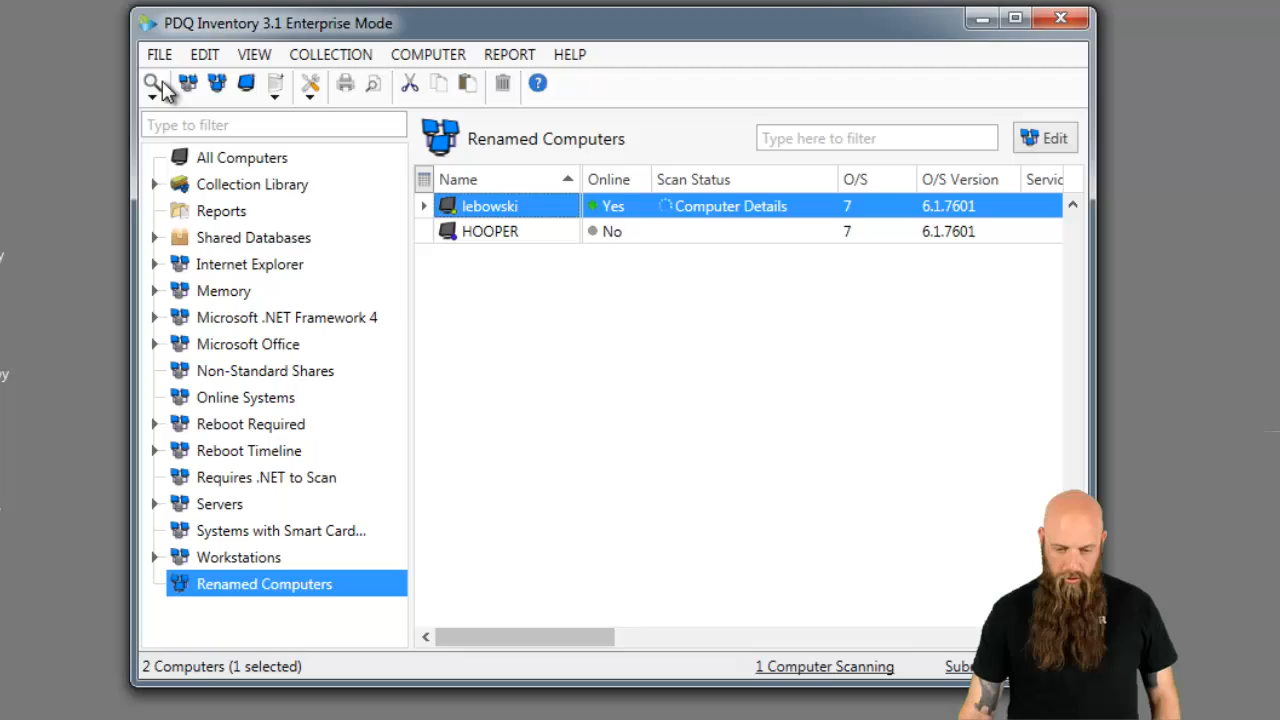 PDQ Inventory 3.1 Enterprise Mode
FILE EDIT VIEW COLLECTION COMPUTER REPORT HELP
Type to filter
Renamed Computers
Type here to filter
Edit
All Computers
Collection Library
Reports
Shared Databases
Internet Explorer
Memory
Microsoft .NET Framework 4
Microsoft Office
Non-Standard Shares
Online Systems
Reboot Required
Reboot Timeline
Requires .NET to Scan
Servers
Systems with Smart Card...
Workstations
Renamed Computers
Name Online Scan Status O/S O/S Version Servic
lebowski Yes Computer Details 7 6.1.7601
HOOPER No 7 6.1.7601
2 Computers (1 selected)
1 Computer Scanning
Sub